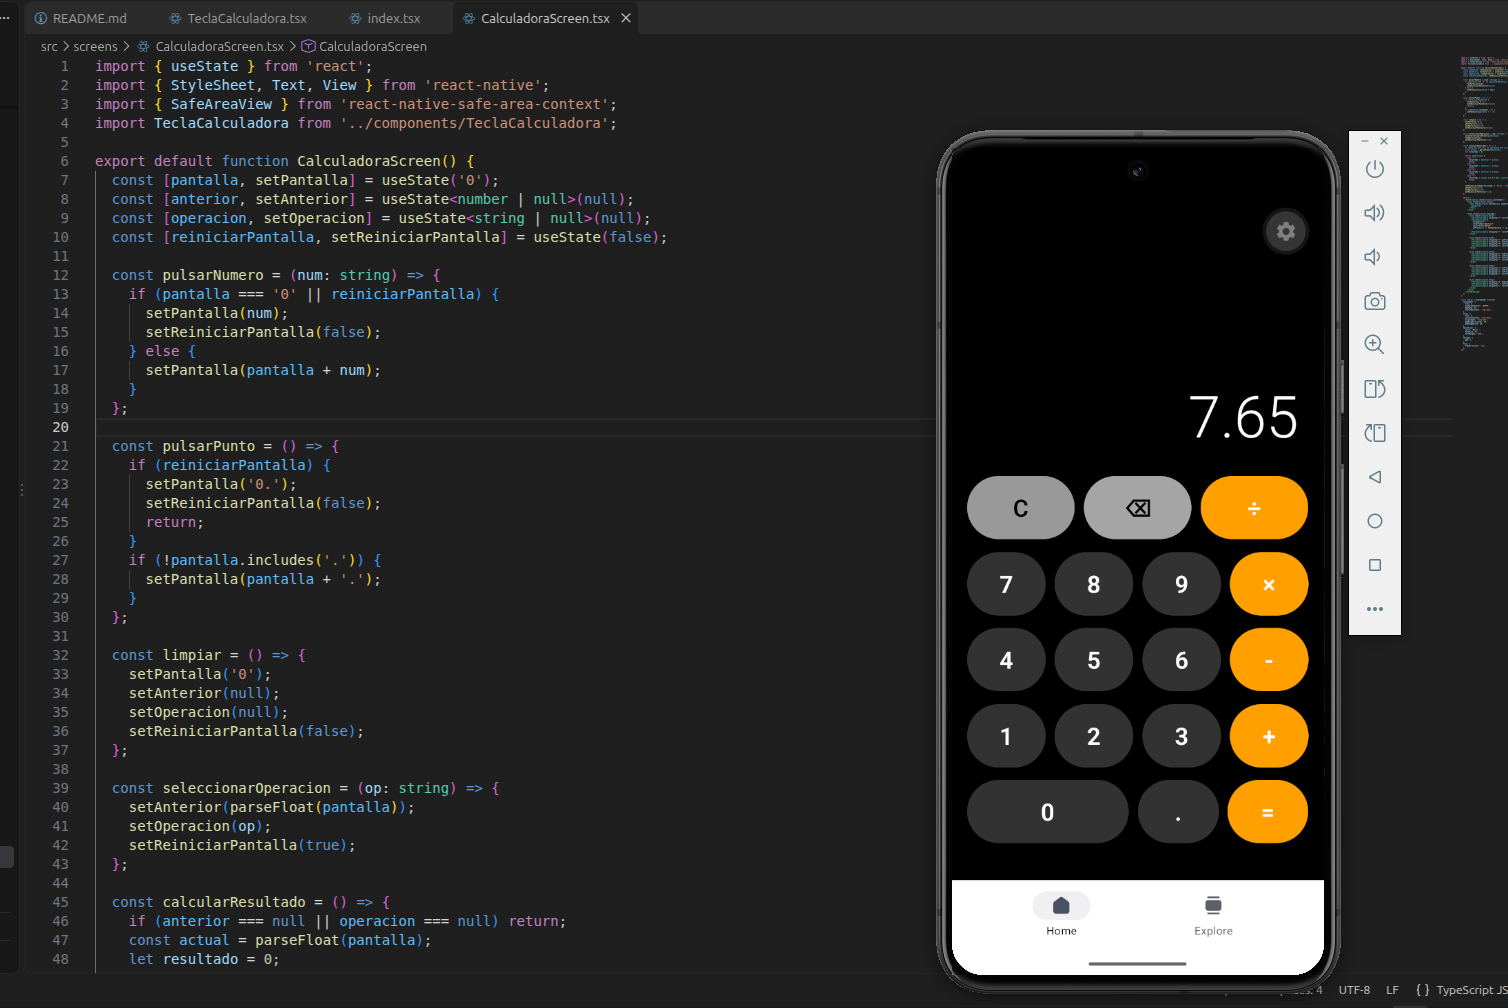 README.md
TeclaCalculadora.tsx
index.tsx
CalculadoraScreen.tsx
src > screens > CalculadoraScreen.tsx > CalculadoraScreen
1 import { useState } from 'react';
2 import { StyleSheet, Text, View } from 'react-native';
3 import { SafeAreaView } from 'react-native-safe-area-context';
4 import TeclaCalculadora from '../components/TeclaCalculadora';
5
6 export default function CalculadoraScreen() {
7 const [pantalla, setPantalla] = useState('0');
8 const [anterior, setAnterior] = useState<number | null>(null);
9 const [operacion, setOperacion] = useState<string | null>(null);
10 const [reiniciarPantalla, setReiniciarPantalla] = useState(false);
11
12 const pulsarNumero = (num: string) => {
13 if (pantalla === '0' || reiniciarPantalla) {
14 setPantalla(num);
15 setReiniciarPantalla(false);
16 } else {
17 setPantalla(pantalla + num);
18 }
19 };
20
21 const pulsarPunto = () => {
22 if (reiniciarPantalla) {
23 setPantalla('0.');
24 setReiniciarPantalla(false);
25 return;
26 }
27 if (!pantalla.includes('.')) {
28 setPantalla(pantalla + '.');
29 }
30 };
31
32 const limpiar = () => {
33 setPantalla('0');
34 setAnterior(null);
35 setOperacion(null);
36 setReiniciarPantalla(false);
37 };
38
39 const seleccionarOperacion = (op: string) => {
40 setAnterior(parseFloat(pantalla));
41 setOperacion(op);
42 setReiniciarPantalla(true);
43 };
44
45 const calcularResultado = () => {
46 if (anterior === null || operacion === null) return;
47 const actual = parseFloat(pantalla);
48 let resultado = 0;
7.65
C ⌫ ÷
7 8 9 ×
4 5 6 -
1 2 3 +
0 . =
Home Explore
4 UTF-8 LF { } TypeScript JS